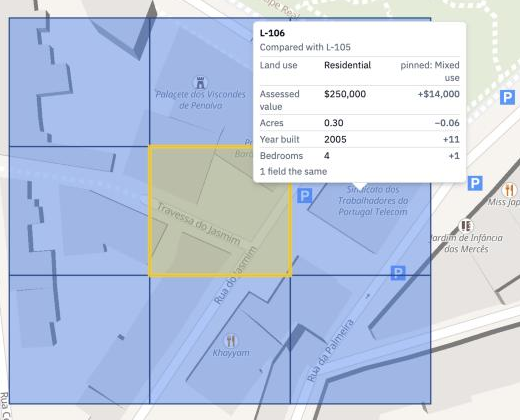 L-106
Compared with L-105
Land use Residential pinned: Mixed
use
Assessed $250,000 +$14,000
value
Acres 0.30 −0.06
Year built 2005 +11
Bedrooms 4 +1
1 field the same
Palacete dos Viscondes
de Penalva
P
P
P
P
Sindicato dos
Trabalhadores da
Portugal Telecom
Miss Jap
Jardim de Infância
das Mercês
Travessa do Jasmim
Rua do Jasmim
Khayyam
Rua da Palmeira